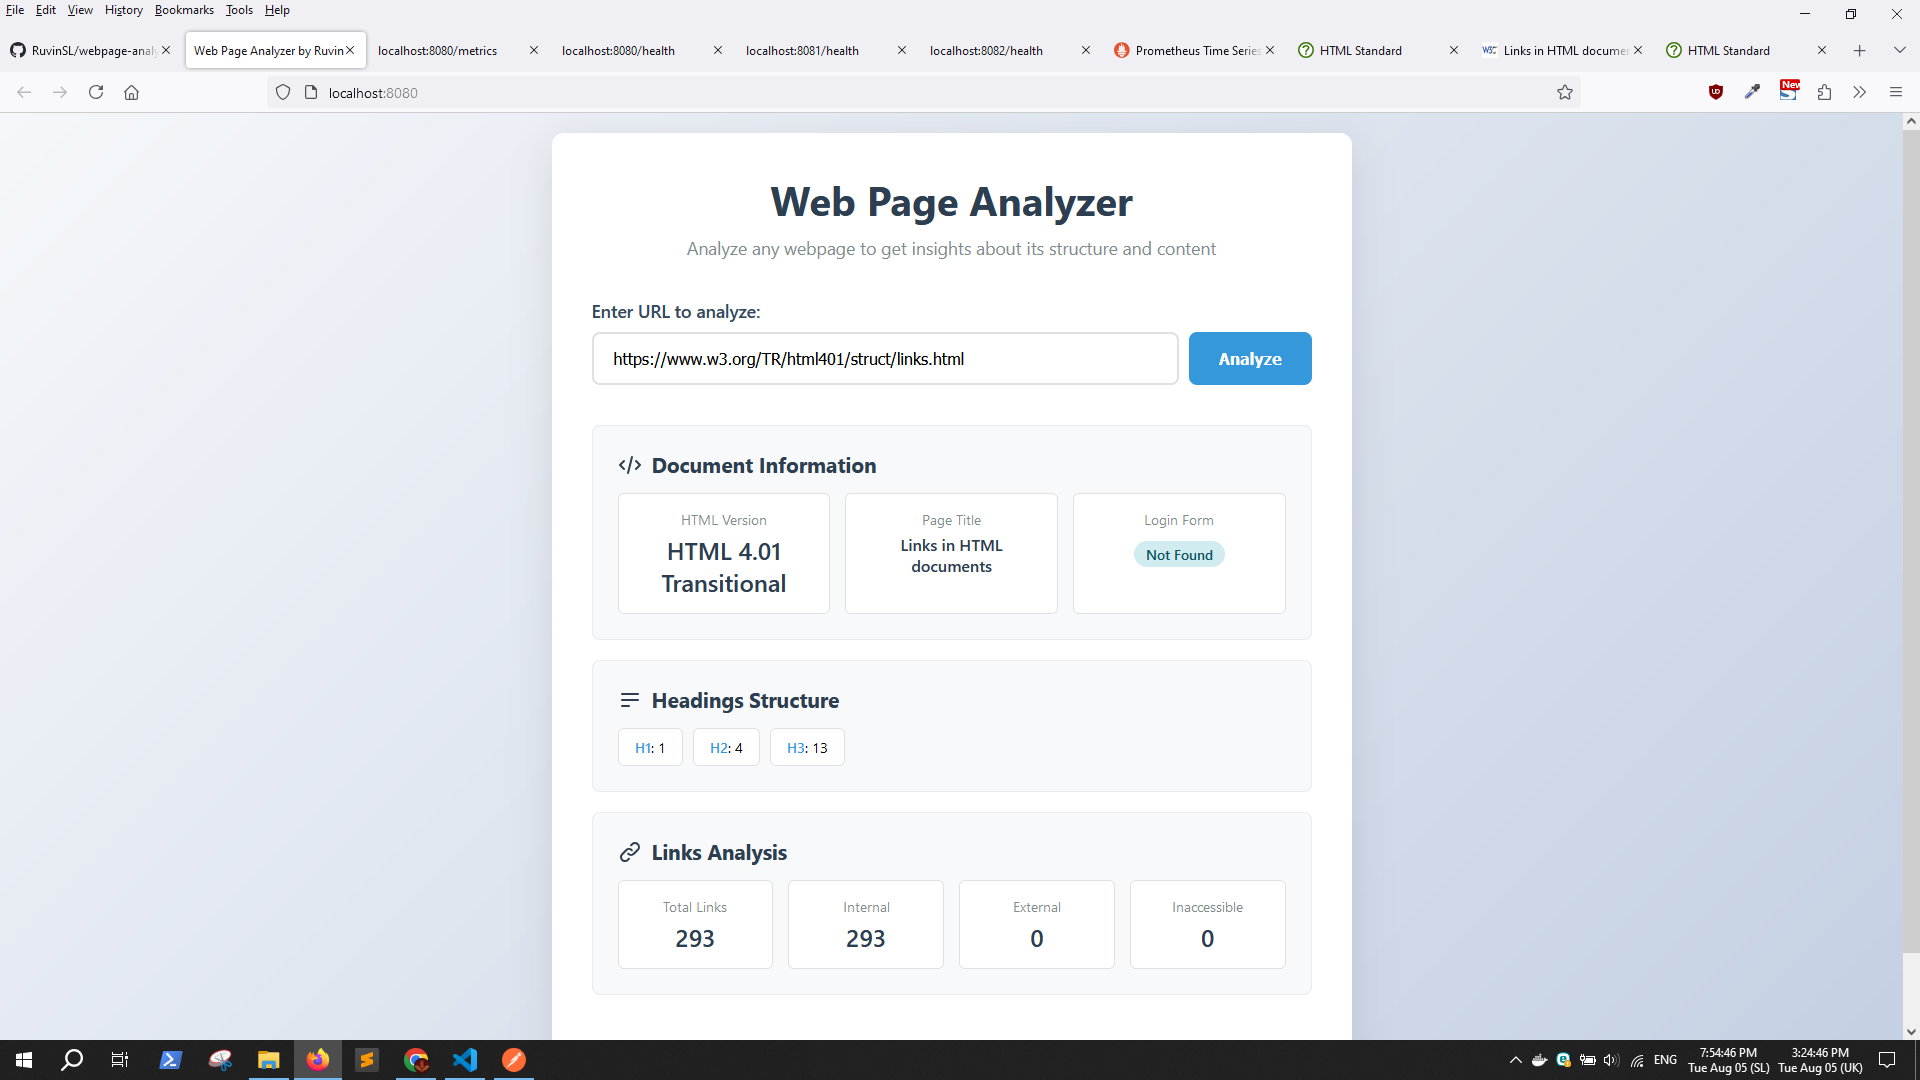 File Edit View History Bookmarks Tools Help
RuvinSL/webpage-analy
Web Page Analyzer by Ruvin
localhost:8080/metrics
localhost:8080/health
localhost:8081/health
localhost:8082/health
Prometheus Time Series
HTML Standard
W3C Links in HTML documen
HTML Standard
localhost:8080
New
Web Page Analyzer
Analyze any webpage to get insights about its structure and content
Enter URL to analyze:
https://www.w3.org/TR/html401/struct/links.html
Analyze
Document Information
HTML Version
HTML 4.01
Transitional
Page Title
Links in HTML
documents
Login Form
Not Found
Headings Structure
H1: 1
H2: 4
H3: 13
Links Analysis
Total Links
293
Internal
293
External
0
Inaccessible
0
ENG
7:54:46 PM
Tue Aug 05 (SL)
3:24:46 PM
Tue Aug 05 (UK)